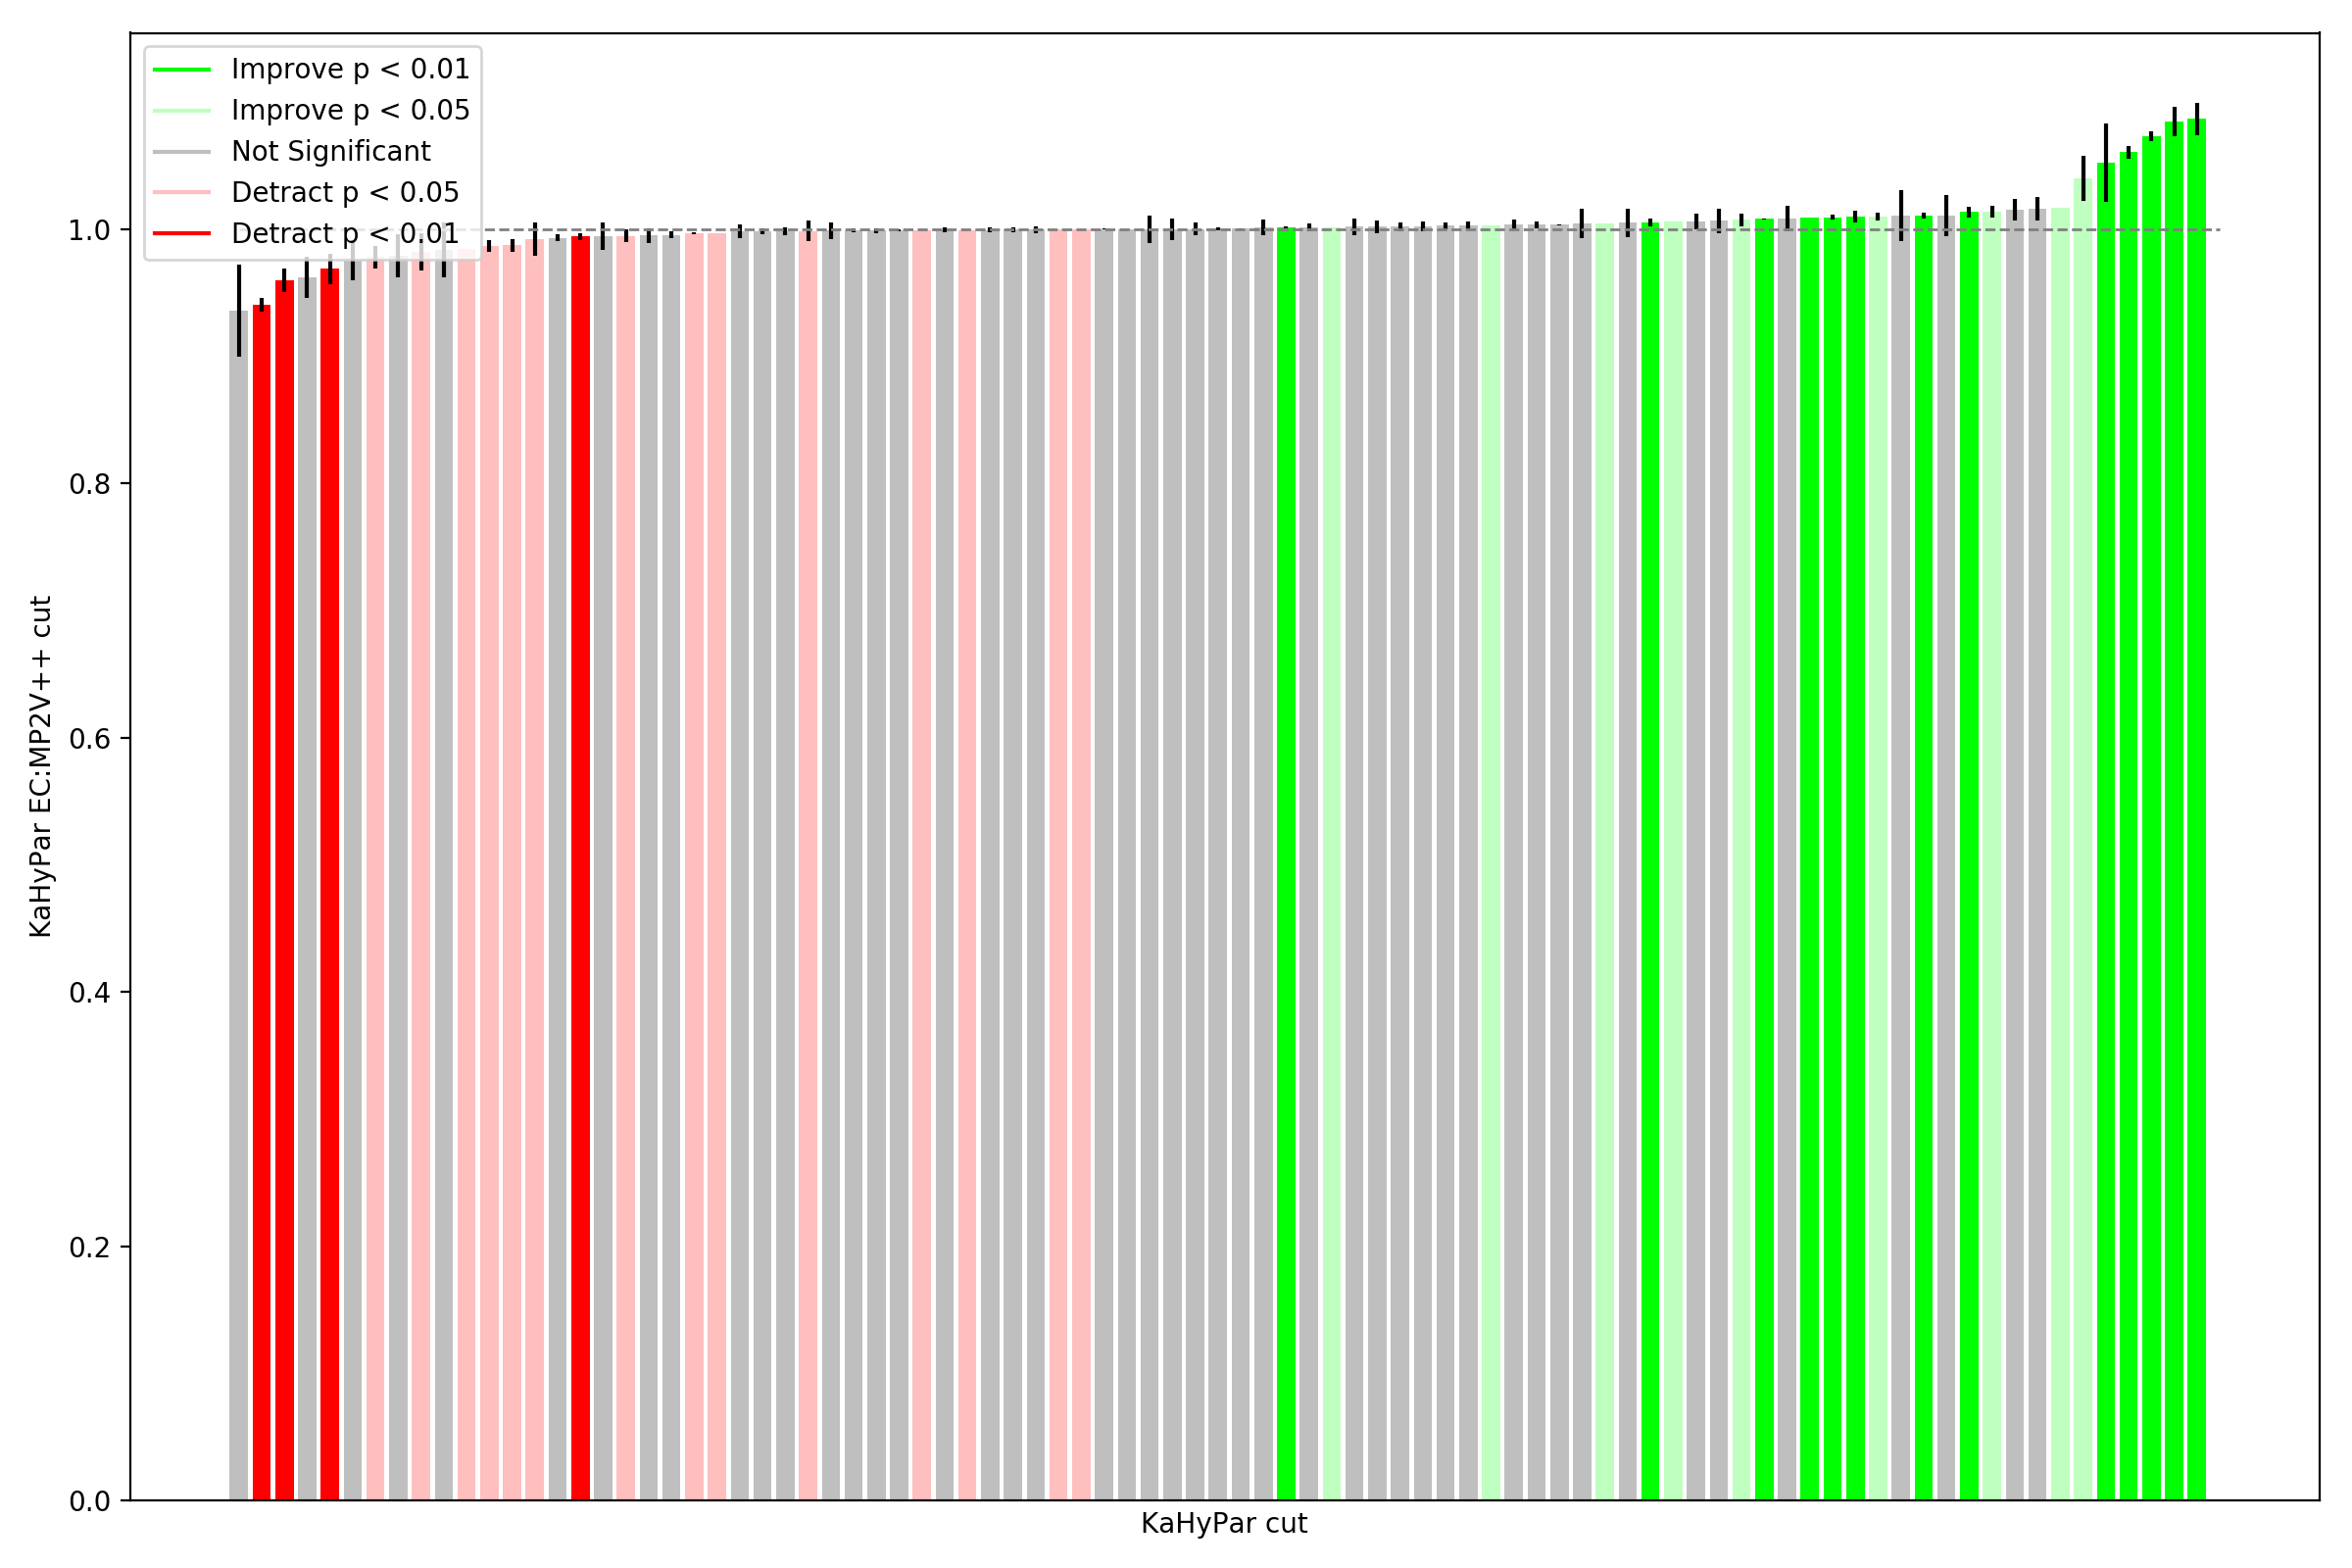 Improve p < 0.01
Improve p < 0.05
Not Significant
Detract p < 0.05
Detract p < 0.01
1.0
0.8
0.6
0.4
0.2
0.0
KaHyPar EC:MP2V++ cut
KaHyPar cut